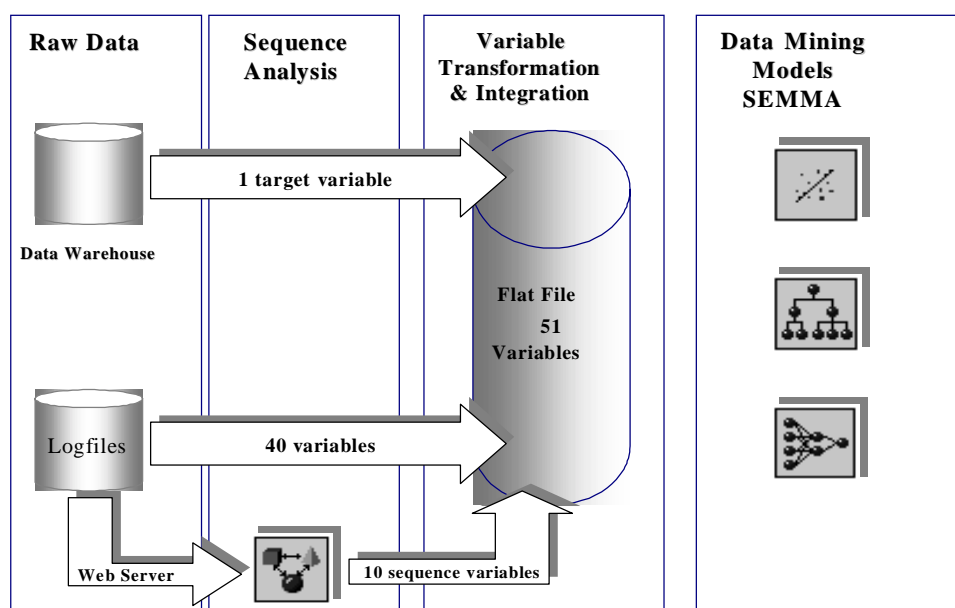 Raw Data
Sequence
Analysis
Variable
Transformation
& Integration
Data Mining
Models
SEMMA
1 target variable
Data Warehouse
Flat File
51
Variables
Logfiles
40 variables
Web Server
10 sequence variables